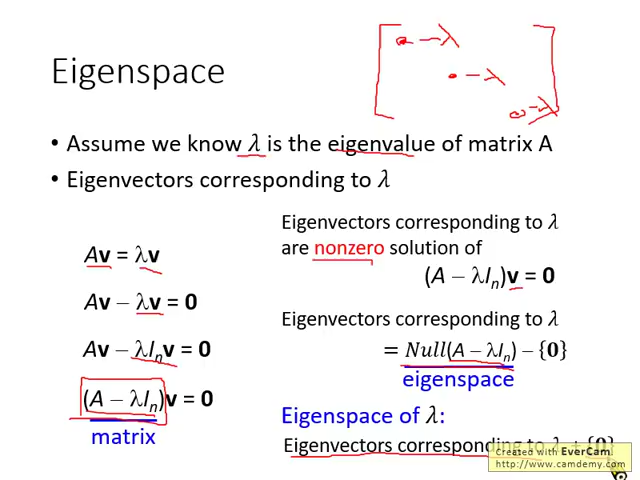 Eigenspace
• Assume we know λ is the eigenvalue of matrix A
• Eigenvectors corresponding to λ
Av = λv
Av − λv = 0
Av − λIₙv = 0
(A − λIₙ)v = 0
matrix
Eigenvectors corresponding to λ
are nonzero solution of
(A − λIₙ)v = 0
Eigenvectors corresponding to λ
= Null(A − λIₙ) − {0}
eigenspace
Eigenspace of λ:
Eigenvectors corresponding to λ + {0}
−λ
−λ
−λ
Created with EverCam
http://www.camdemy.com